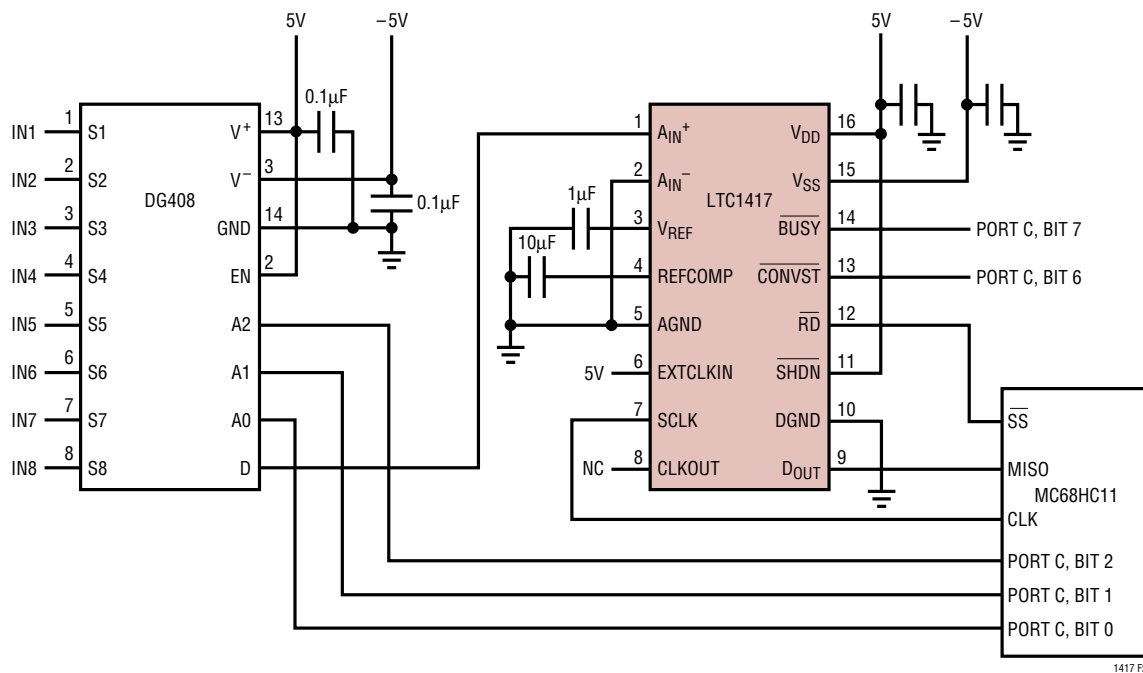 5V
–5V
5V
–5V
0.1µF
0.1µF
IN1
IN2
IN3
IN4
IN5
IN6
IN7
IN8
1
2
3
4
5
6
7
8
S1
S2
S3
S4
S5
S6
S7
S8
DG408
V+
V–
GND
EN
A2
A1
A0
D
13
3
14
2
1µF
10µF
5V
NC
1
2
3
4
5
6
7
8
AIN+
AIN–
VREF
REFCOMP
AGND
EXTCLKIN
SCLK
CLKOUT
LTC1417
VDD
VSS
BUSY
CONVST
RD
SHDN
DGND
DOUT
16
15
14
13
12
11
10
9
PORT C, BIT 7
PORT C, BIT 6
SS
MISO
MC68HC11
CLK
PORT C, BIT 2
PORT C, BIT 1
PORT C, BIT 0
1417